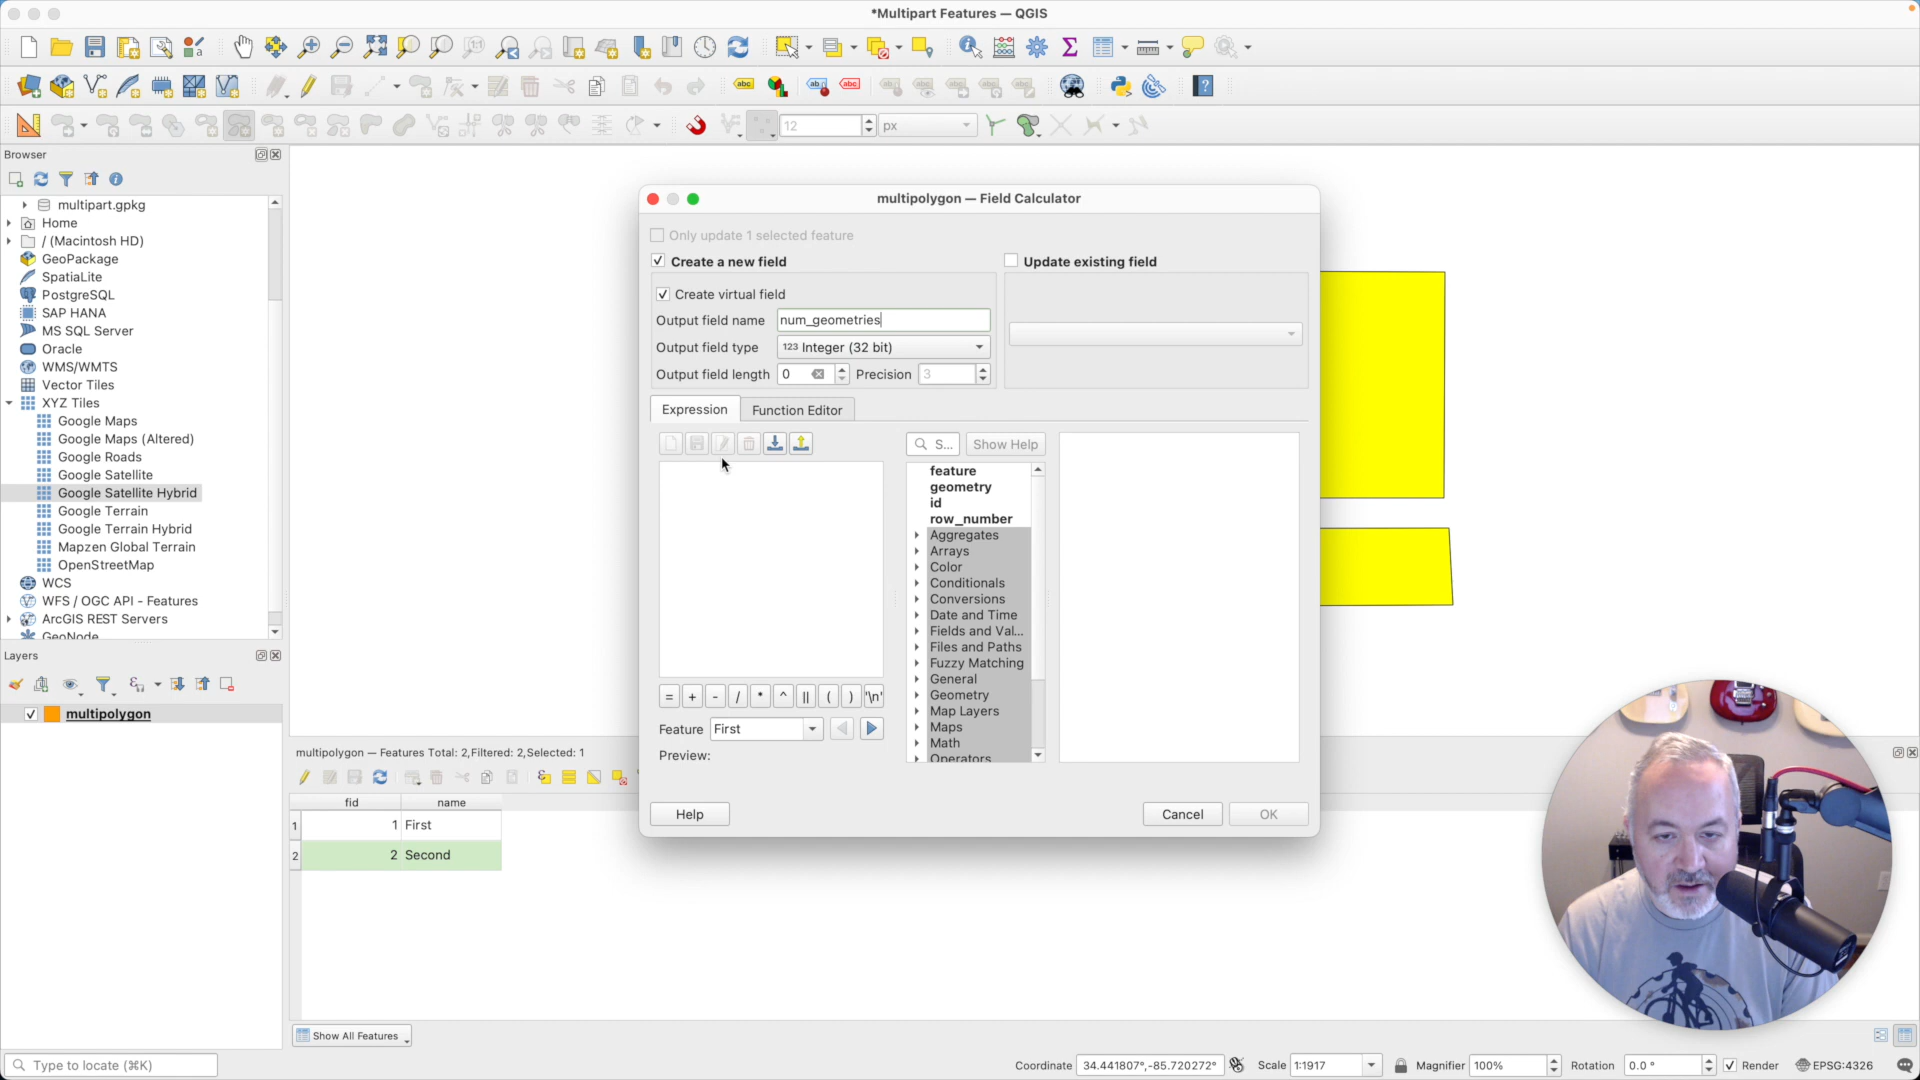 *Multipart Features — QGIS
abc
abc
abc
12
px
Browser
multipart.gpkg
Home
/ (Macintosh HD)
GeoPackage
SpatiaLite
PostgreSQL
SAP HANA
MS SQL Server
Oracle
WMS/WMTS
Vector Tiles
XYZ Tiles
Google Maps
Google Maps (Altered)
Google Roads
Google Satellite
Google Satellite Hybrid
Google Terrain
Google Terrain Hybrid
Mapzen Global Terrain
OpenStreetMap
WCS
WFS / OGC API - Features
ArcGIS REST Servers
GeoNode
Layers
multipolygon
multipolygon — Field Calculator
Only update 1 selected feature
Create a new field
Update existing field
Create virtual field
Output field name num_geometries
Output field type 123 Integer (32 bit)
Output field length 0 Precision 3
Expression Function Editor
S... Show Help
feature
geometry
id
row_number
Aggregates
Arrays
Color
Conditionals
Conversions
Date and Time
Fields and Val...
Files and Paths
Fuzzy Matching
General
Geometry
Map Layers
Maps
Math
Operators
= + - / * ^ || ( ) '\n'
Feature First
Preview:
Help Cancel OK
multipolygon — Features Total: 2,Filtered: 2,Selected: 1
fid name
1 1 First
2 2 Second
Show All Features
Type to locate (⌘K)
Coordinate 34.441807°,-85.720272° Scale 1:1917 Magnifier 100% Rotation 0.0 ° Render EPSG:4326